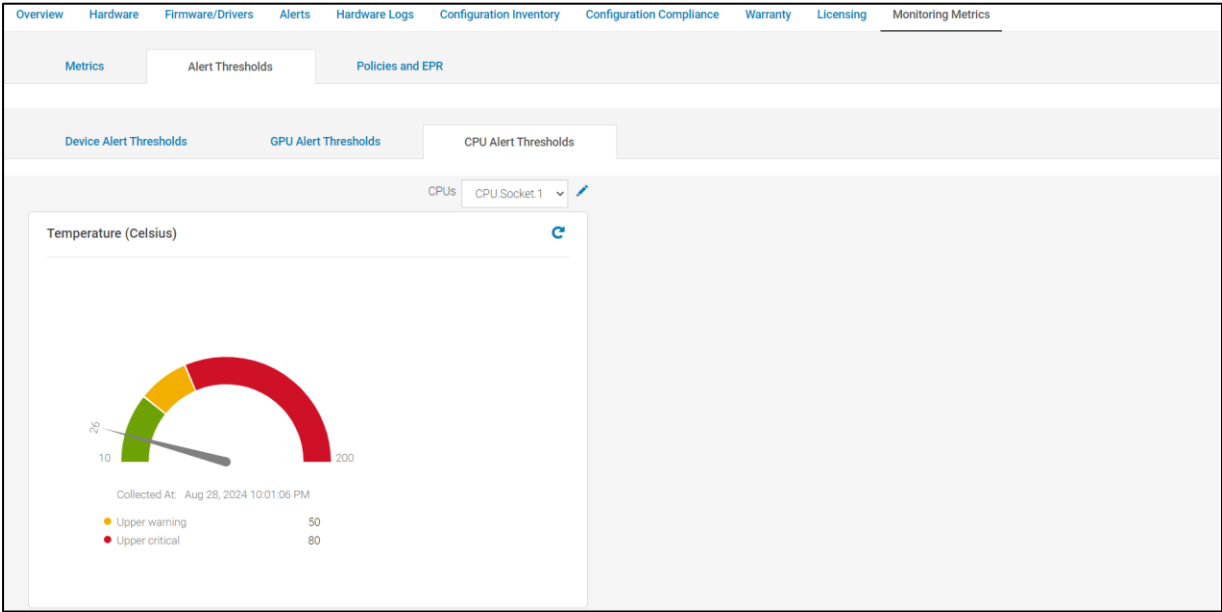 Overview Hardware Firmware/Drivers Alerts Hardware Logs Configuration Inventory Configuration Compliance Warranty Licensing Monitoring Metrics
Metrics Alert Thresholds Policies and EPR
Device Alert Thresholds GPU Alert Thresholds CPU Alert Thresholds
CPUs CPU.Socket.1
Temperature (Celsius)
26
10 200
Collected At: Aug 28, 2024 10:01:06 PM
Upper warning 50
Upper critical 80